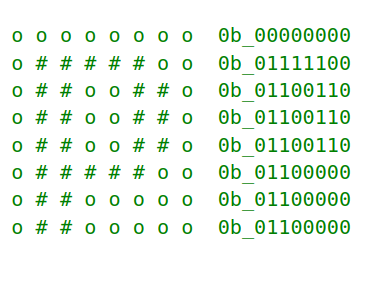 o o o o o o o o  0b_00000000
o # # # # # o o  0b_01111100
o # # o o # # o  0b_01100110
o # # o o # # o  0b_01100110
o # # o o # # o  0b_01100110
o # # # # # o o  0b_01100000
o # # o o o o o  0b_01100000
o # # o o o o o  0b_01100000